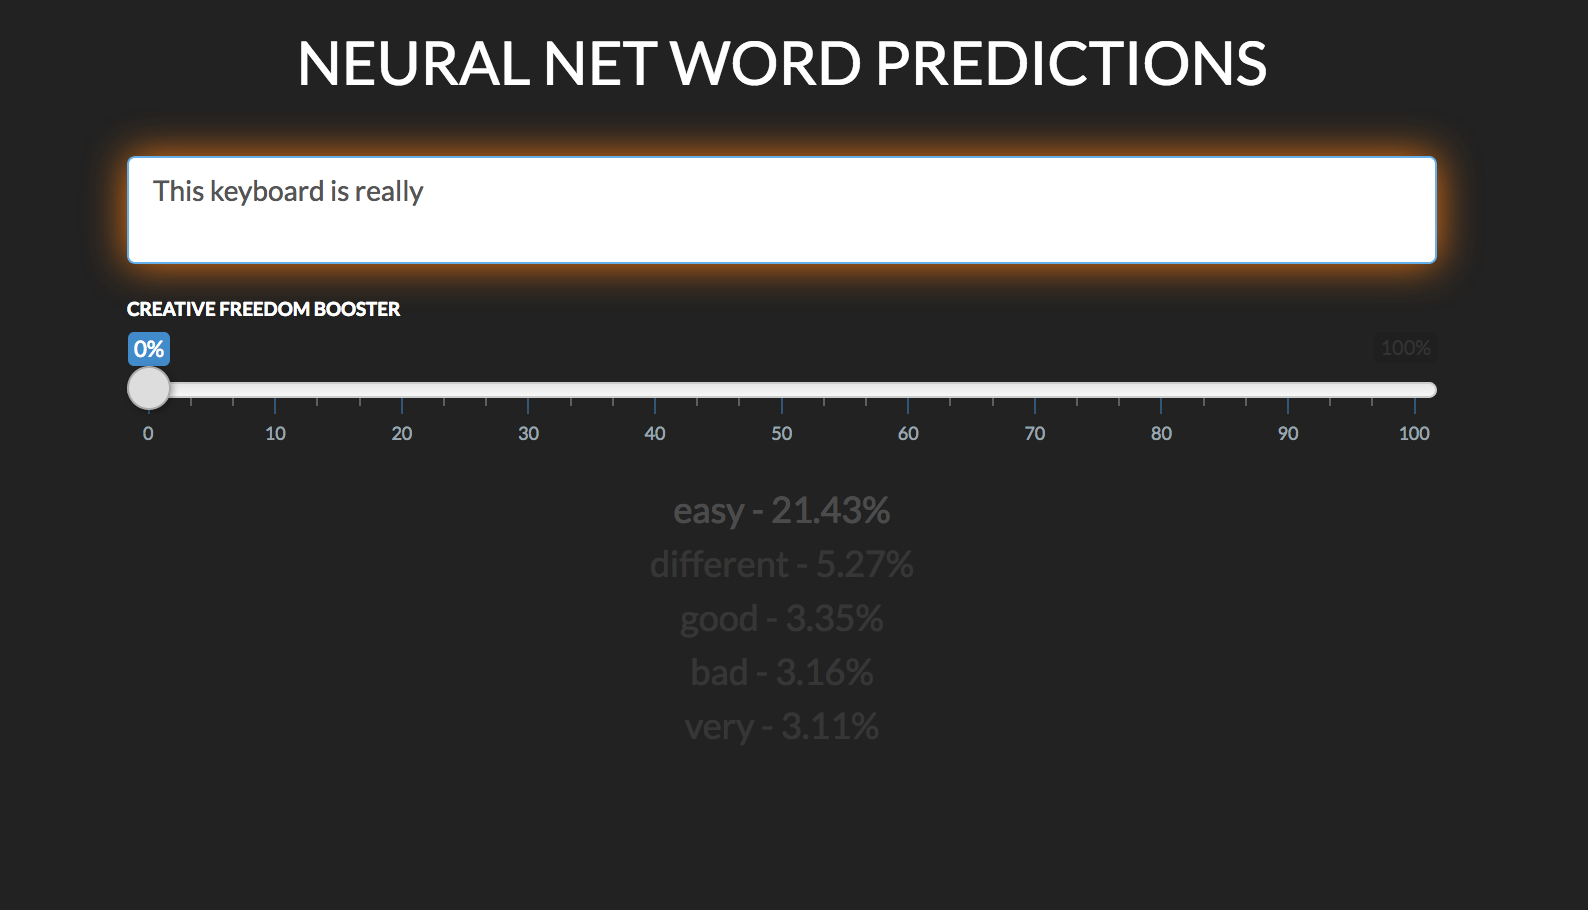 NEURAL NET WORD PREDICTIONS
This keyboard is really
CREATIVE FREEDOM BOOSTER
0% 100%
0 10 20 30 40 50 60 70 80 90 100
easy - 21.43%
different - 5.27%
good - 3.35%
bad - 3.16%
very - 3.11%